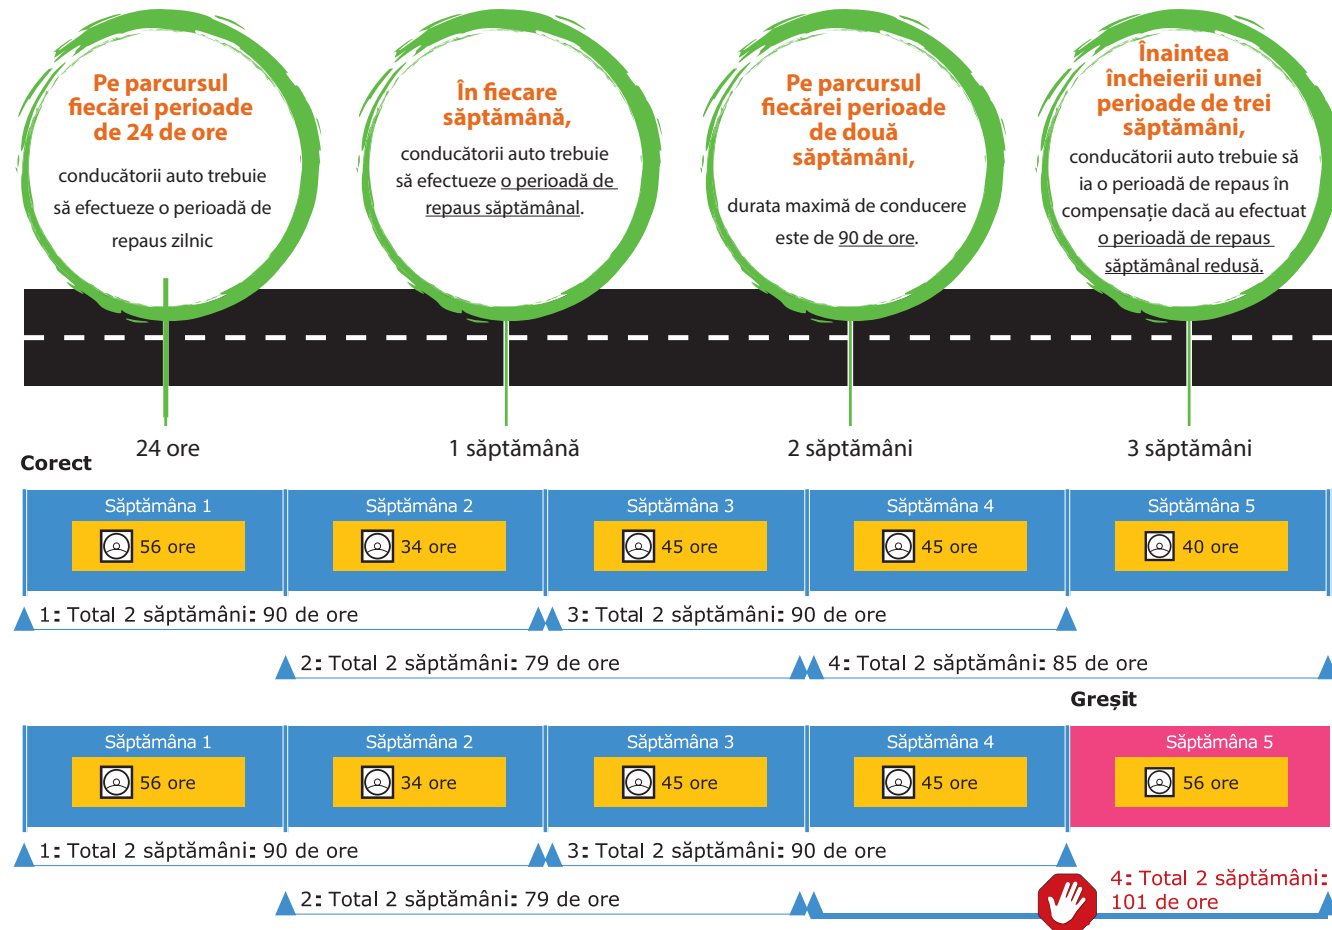 Pe parcursul
fiecărei perioade
de 24 de ore
conducătorii auto trebuie
să efectueze o perioadă de
repaus zilnic
În fiecare
săptămână,
conducătorii auto trebuie
să efectueze o perioadă de
repaus săptămânal.
Pe parcursul
fiecărei perioade
de două
săptămâni,
durata maximă de conducere
este de 90 de ore.
Înaintea
încheierii unei
perioade de trei
săptămâni,
conducătorii auto trebuie să
ia o perioadă de repaus în
compensație dacă au efectuat
o perioadă de repaus
săptămânal redusă.
24 ore
1 săptămână
2 săptămâni
3 săptămâni
Corect
Săptămâna 1
56 ore
Săptămâna 2
34 ore
Săptămâna 3
45 ore
Săptămâna 4
45 ore
Săptămâna 5
40 ore
1: Total 2 săptămâni: 90 de ore
3: Total 2 săptămâni: 90 de ore
2: Total 2 săptămâni: 79 de ore
4: Total 2 săptămâni: 85 de ore
Greșit
Săptămâna 1
56 ore
Săptămâna 2
34 ore
Săptămâna 3
45 ore
Săptămâna 4
45 ore
Săptămâna 5
56 ore
1: Total 2 săptămâni: 90 de ore
3: Total 2 săptămâni: 90 de ore
2: Total 2 săptămâni: 79 de ore
4: Total 2 săptămâni:
101 de ore